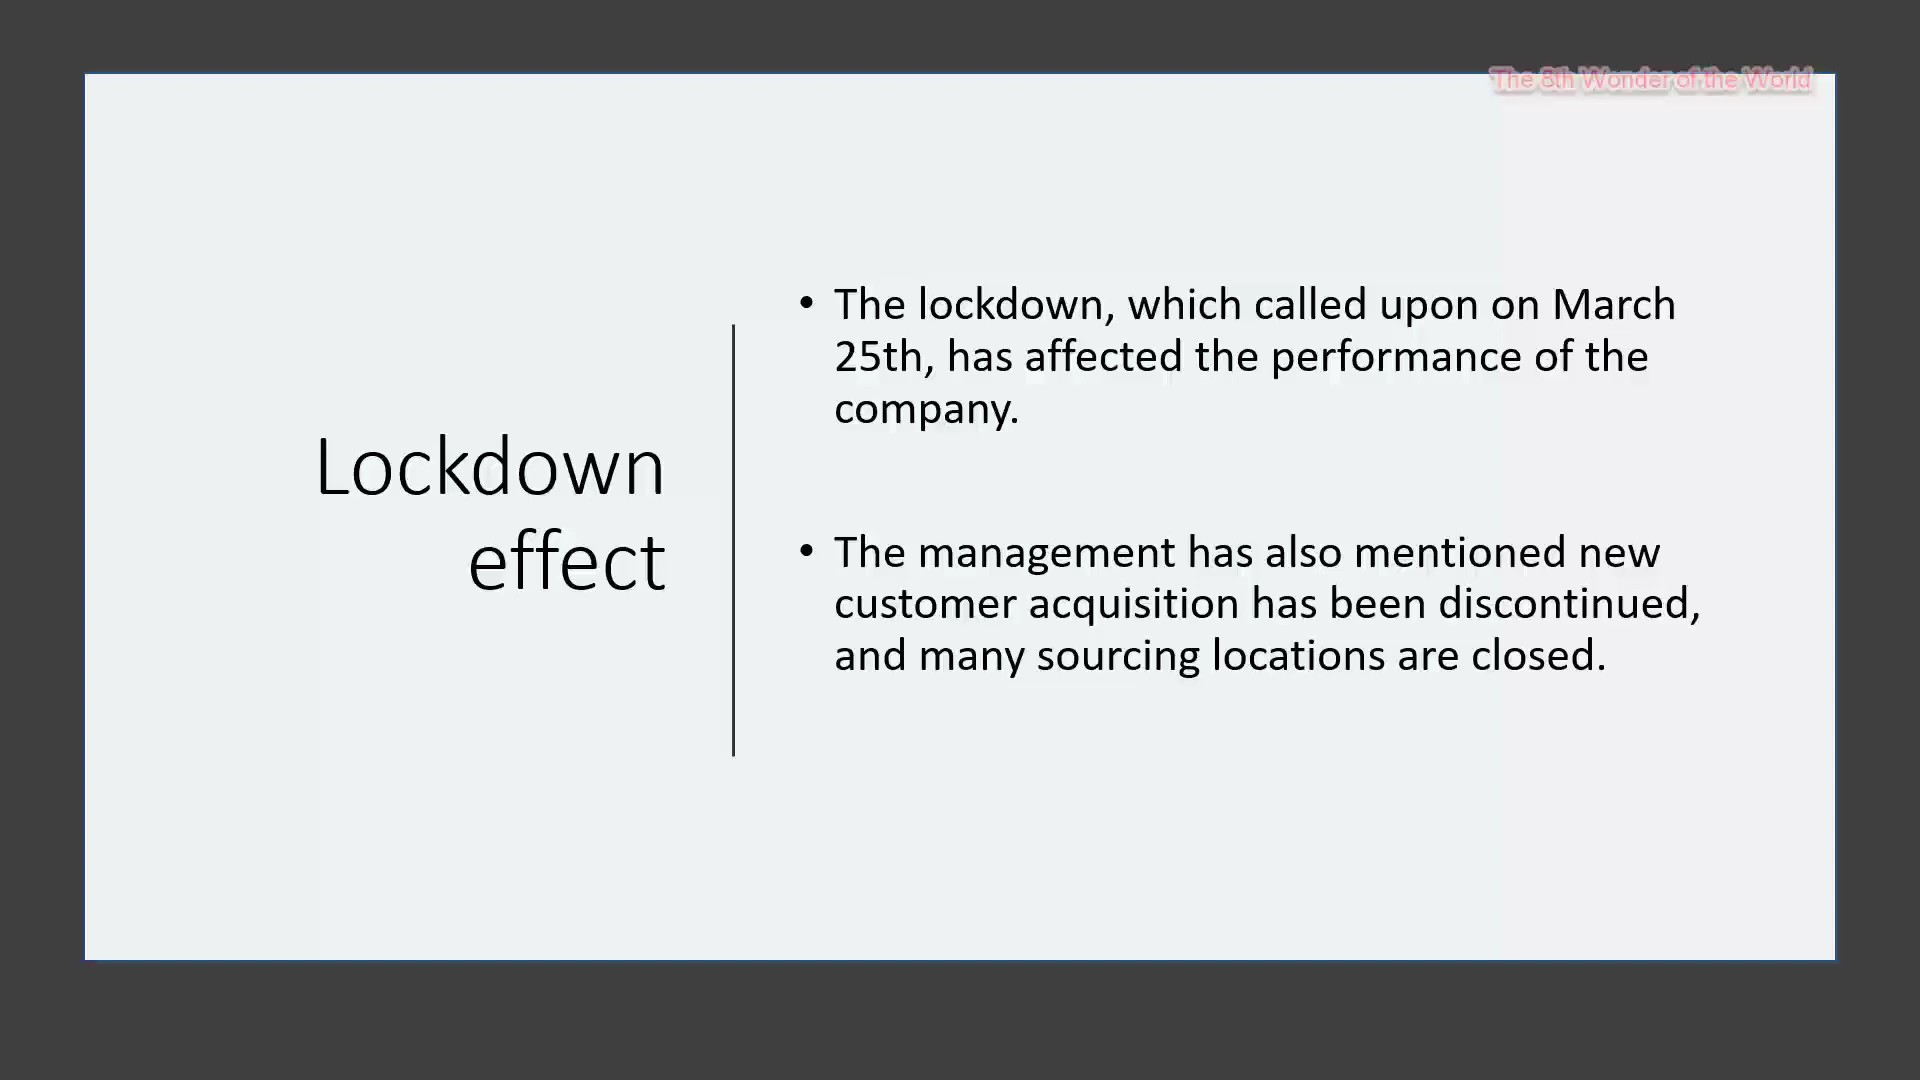 The 8th Wonder of the World
Lockdown
effect
• The lockdown, which called upon on March
25th, has affected the performance of the
company.
• The management has also mentioned new
customer acquisition has been discontinued,
and many sourcing locations are closed.